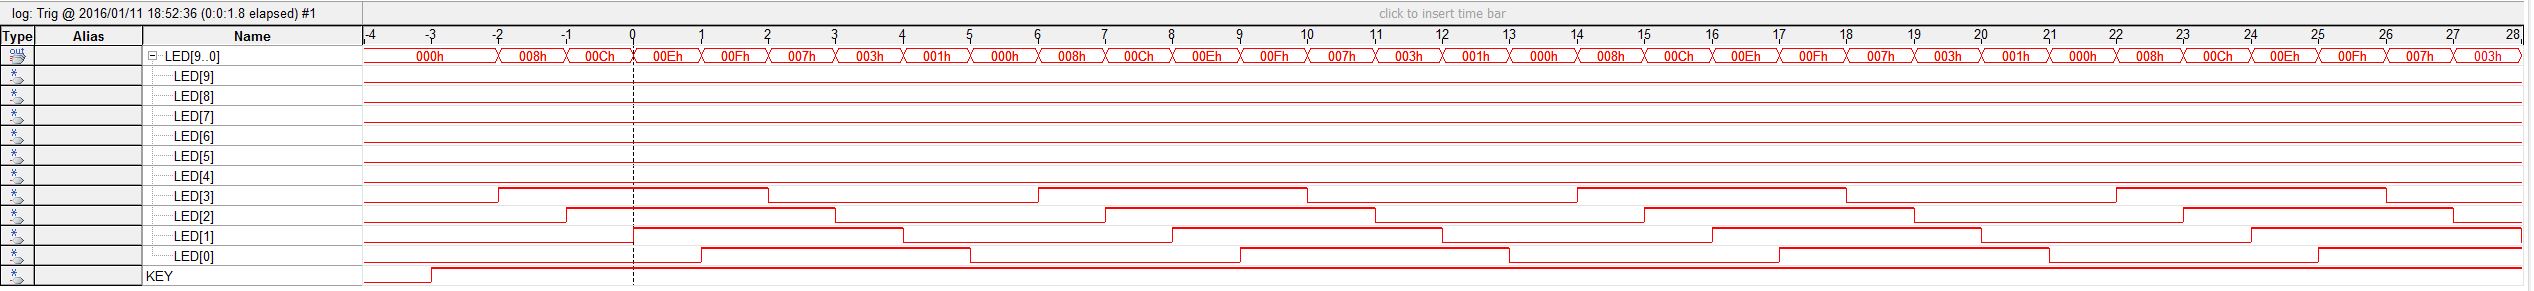 log: Trig @ 2016/01/11 18:52:36 (0:0:1.8 elapsed) #1 click to insert time bar
Type Alias Name -4 -3 -2 -1 0 1 2 3 4 5 6 7 8 9 10 11 12 13 14 15 16 17 18 19 20 21 22 23 24 25 26 27 28
out LED[9..0] 000h 008h 00Ch 00Eh 00Fh 007h 003h 001h 000h 008h 00Ch 00Eh 00Fh 007h 003h 001h 000h 008h 00Ch 00Eh 00Fh 007h 003h 001h 000h 008h 00Ch 00Eh 00Fh 007h 003h
* LED[9]
* LED[8]
* LED[7]
* LED[6]
* LED[5]
* LED[4]
* LED[3]
* LED[2]
* LED[1]
* LED[0]
* KEY